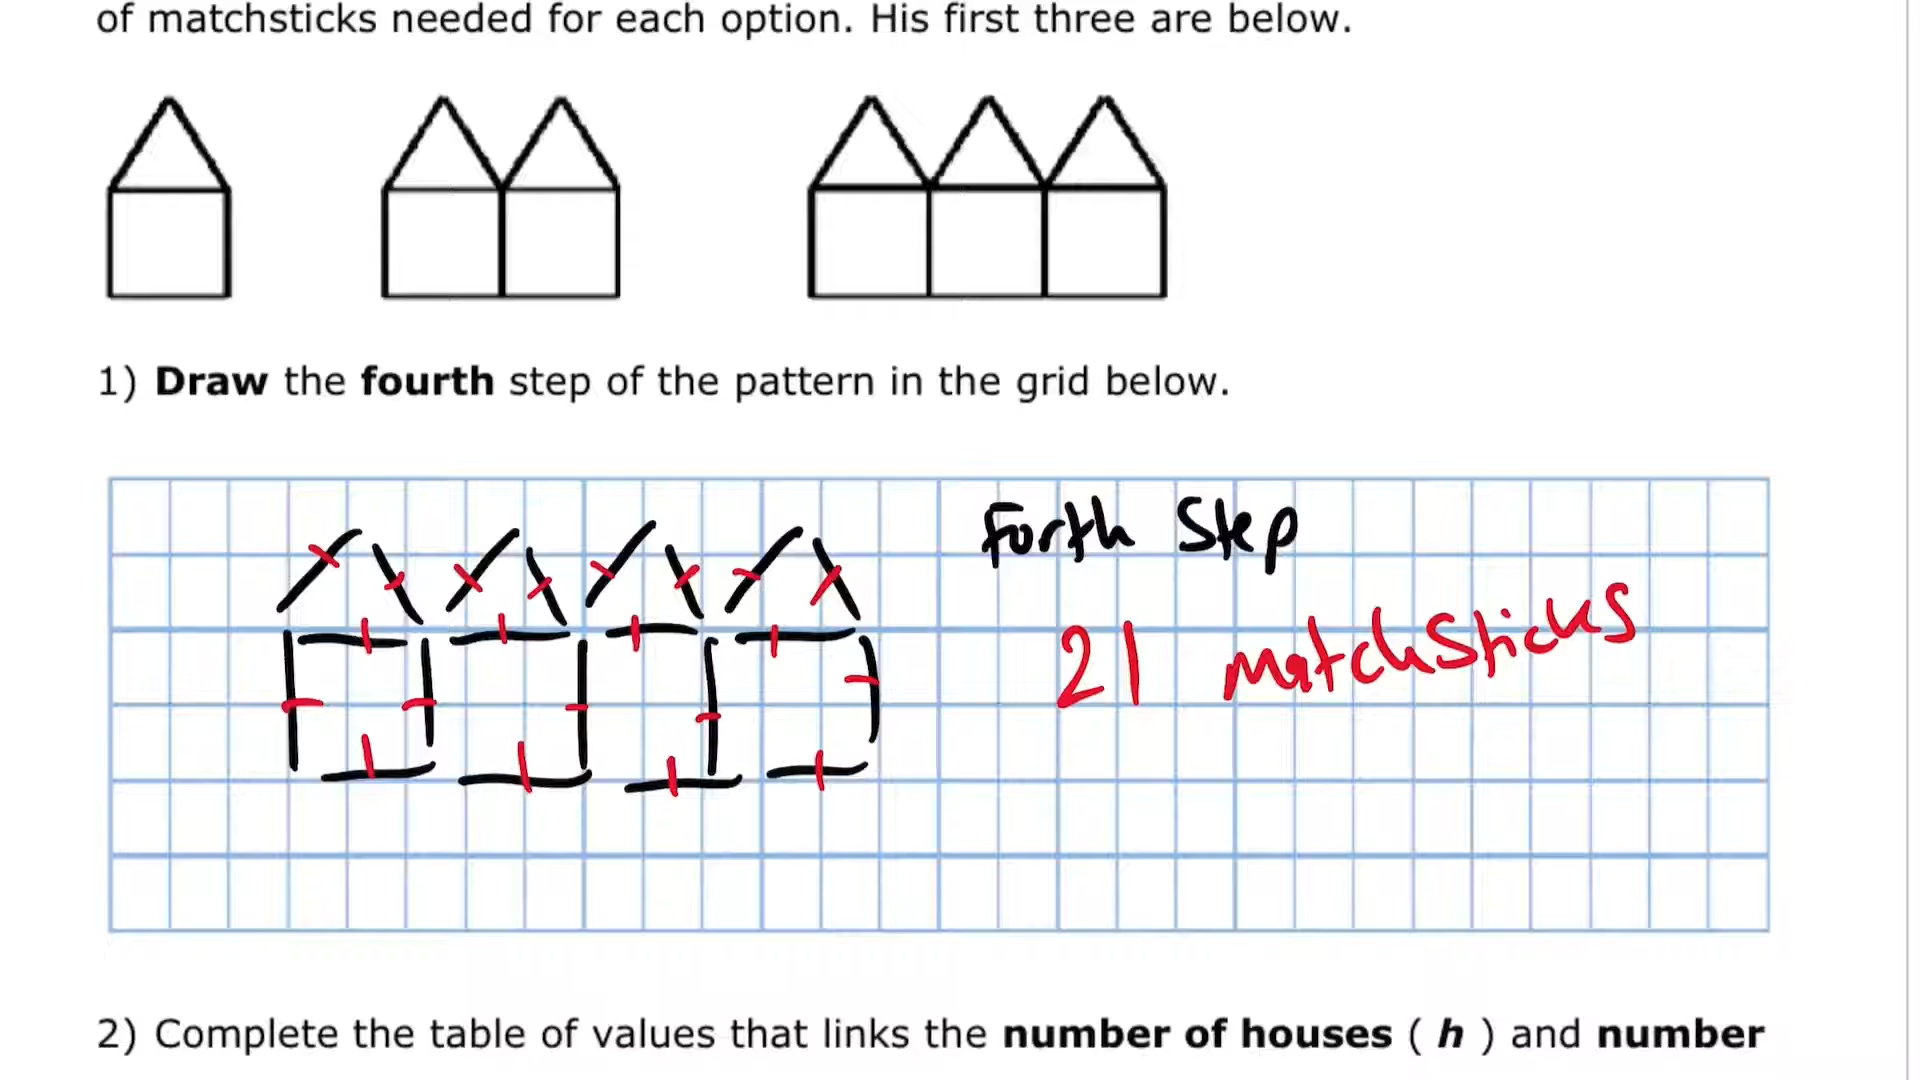 of matchsticks needed for each option. His first three are below.
1) Draw the fourth step of the pattern in the grid below.
Forth Step
21 matchsticks
2) Complete the table of values that links the number of houses ( h ) and number